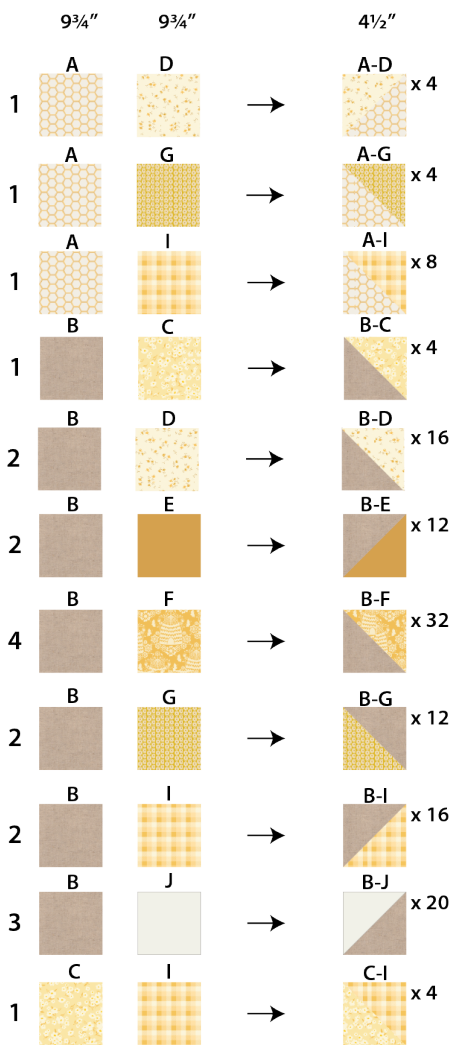 9¾” 9¾” 4½”
A D A-D
1 x 4
A G A-G
1 x 4
A I A-I
1 x 8
B C B-C
1 x 4
B D B-D
2 x 16
B E B-E
2 x 12
B F B-F
4 x 32
B G B-G
2 x 12
B I B-I
2 x 16
B J B-J
3 x 20
C I C-I
1 x 4